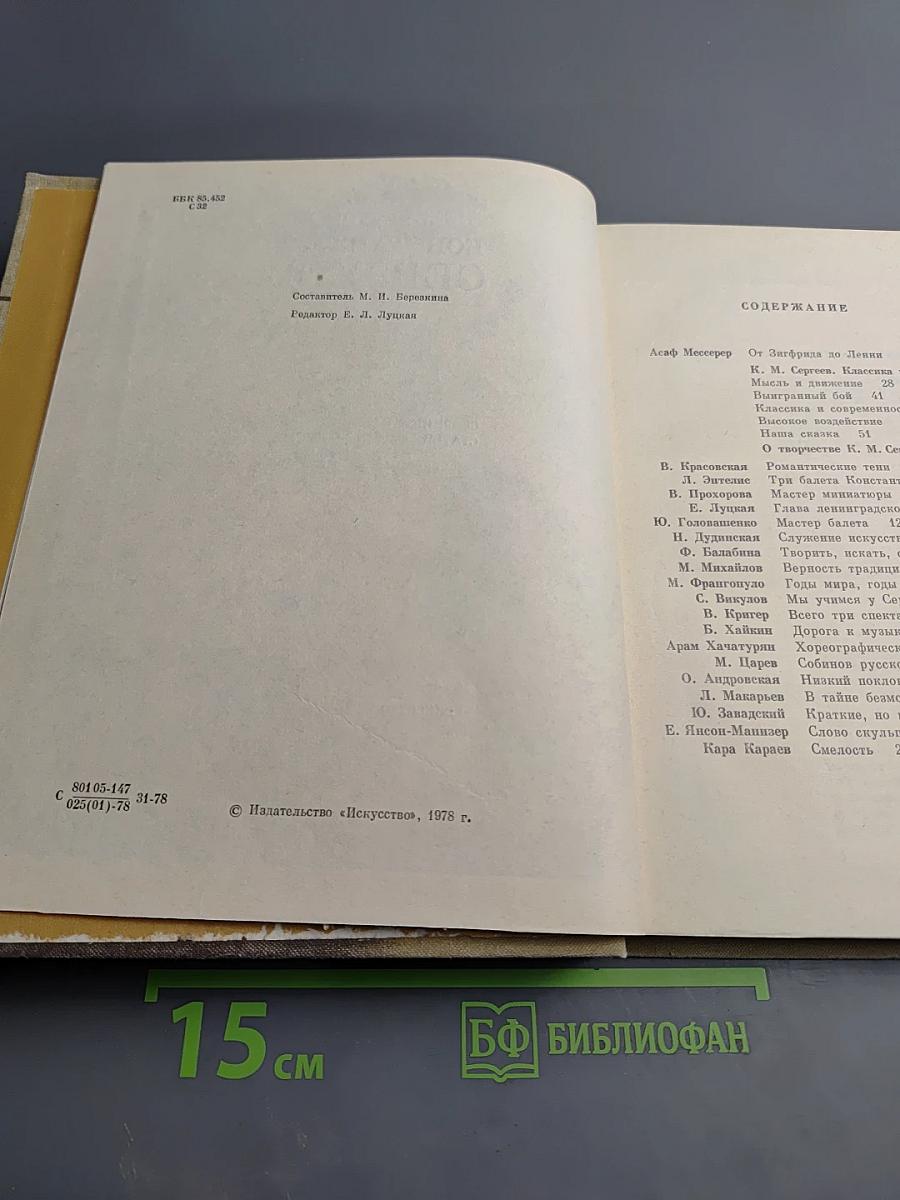 ББК 85.452
С 32
Составитель М. И. Березкина
Редактор Е. Л. Луцкая
С 80105-147
025(01)-78 31-78
© Издательство «Искусство», 1978 г.
СОДЕРЖАНИЕ
Асаф Мессерер От Зигфрида до Ленни
К. М. Сергеев. Классика
Мысль и движение 28
Выигранный бой 41
Классика и современнос
Высокое воздействие
Наша сказка 51
О творчестве К. М. Се
В. Красовская Романтические тени
Л. Энтелис Три балета Констант
В. Прохорова Мастер миниатюры
Е. Луцкая Глава ленинградско
Ю. Головашенко Мастер балета 12
Н. Дудинская Служение искусств
Ф. Балабина Творить, искать,
М. Михайлов Верность традици
М. Франгопуло Годы мира, годы
С. Викулов Мы учимся у Се
В. Кригер Всего три спекта
Б. Хайкин Дорога к музык
Арам Хачатурян Хореографическ
М. Царев Собинов русско
О. Андровская Низкий поклон
Л. Макарьев В тайне безмо
Ю. Завадский Краткие, но
Е. Янсон-Манизер Слово скульп
Кара Караев Смелость 2
15 см
БФ БИБЛИОФАН